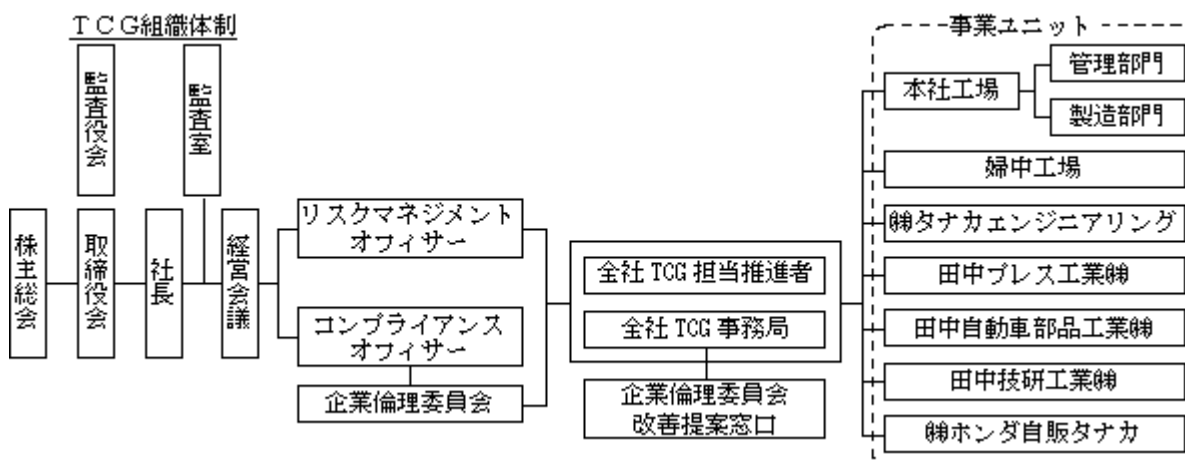 TCG組織体制
監査役会
監査室
株主総会
取締役会
社長
経営会議
リスクマネジメント
オフィサー
コンプライアンス
オフィサー
企業倫理委員会
全社TCG担当推進者
全社TCG事務局
企業倫理委員会
改善提案窓口
事業ユニット
本社工場
管理部門
製造部門
婦中工場
㈱タナカエンジニアリング
田中プレス工業㈱
田中自動車部品工業㈱
田中技研工業㈱
㈱ホンダ自販タナカ